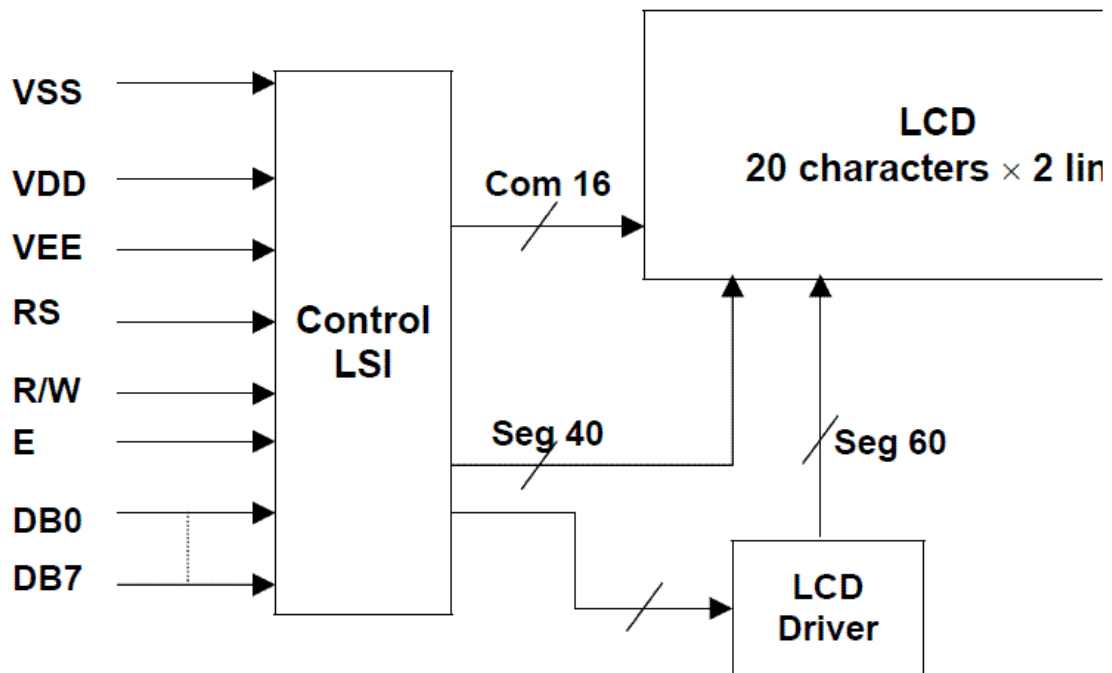 VSS
VDD
VEE
RS
R/W
E
DB0
DB7
Control
LSI
Com 16
Seg 40
LCD
20 characters × 2 lin
Seg 60
LCD
Driver